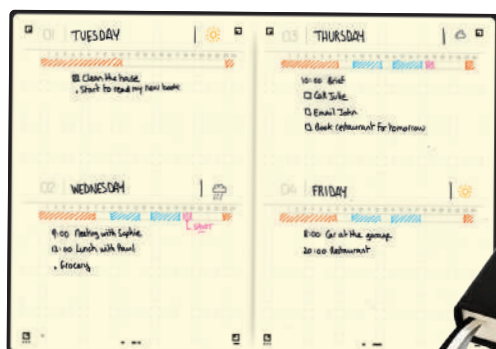 01 TUESDAY
Clean the house
. Start to read my new book
02 WEDNESDAY
SPORT
9:00 Meeting with Sophie
12:00 Lunch with Paul
. Grocery
03 THURSDAY
10:00 Brief
Call Julie
Email John
Book restaurant for tomorrow
04 FRIDAY
8:00 Car at the garage
20:00 Restaurant